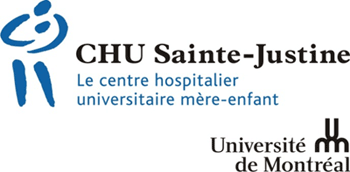 CHU Sainte-Justine
Le centre hospitalier
universitaire mère-enfant
Université
de Montréal